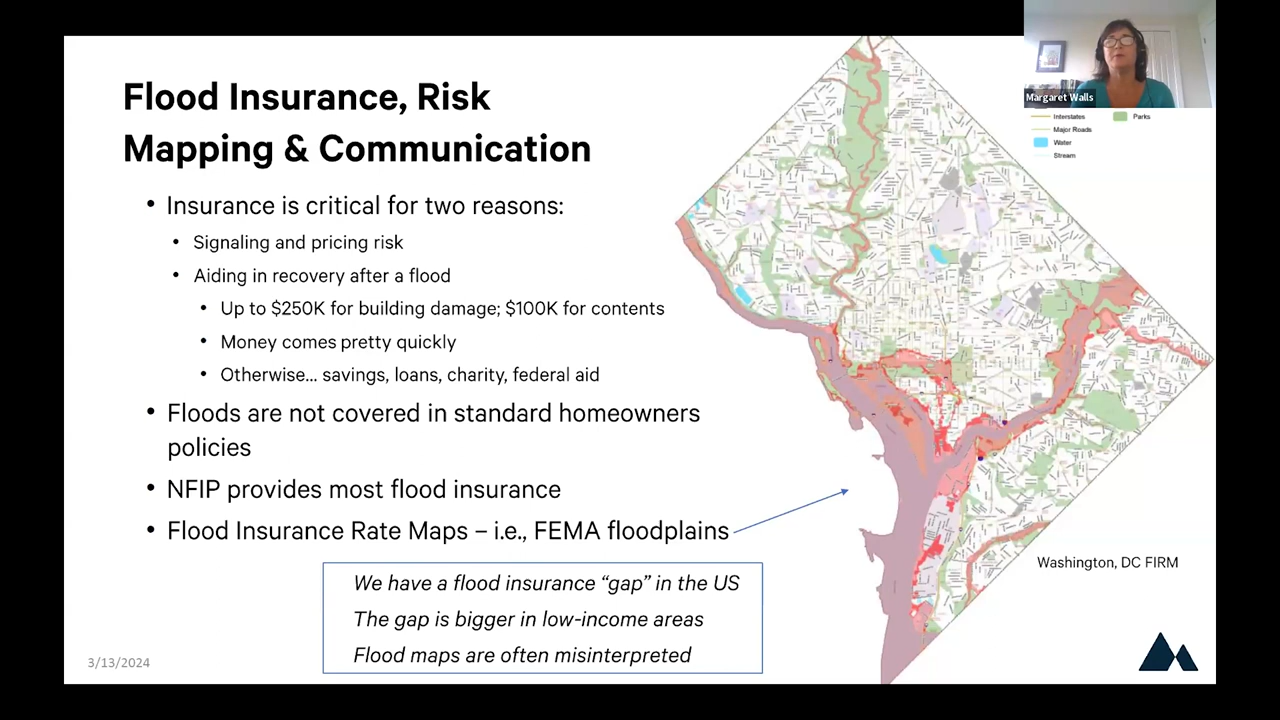 Flood Insurance, Risk
Mapping & Communication
• Insurance is critical for two reasons:
• Signaling and pricing risk
• Aiding in recovery after a flood
• Up to $250K for building damage; $100K for contents
• Money comes pretty quickly
• Otherwise... savings, loans, charity, federal aid
• Floods are not covered in standard homeowners
policies
• NFIP provides most flood insurance
• Flood Insurance Rate Maps – i.e., FEMA floodplains
We have a flood insurance “gap” in the US
The gap is bigger in low-income areas
Flood maps are often misinterpreted
3/13/2024
Margaret Walls
Interstates
Parks
Major Roads
Water
Stream
Washington, DC FIRM